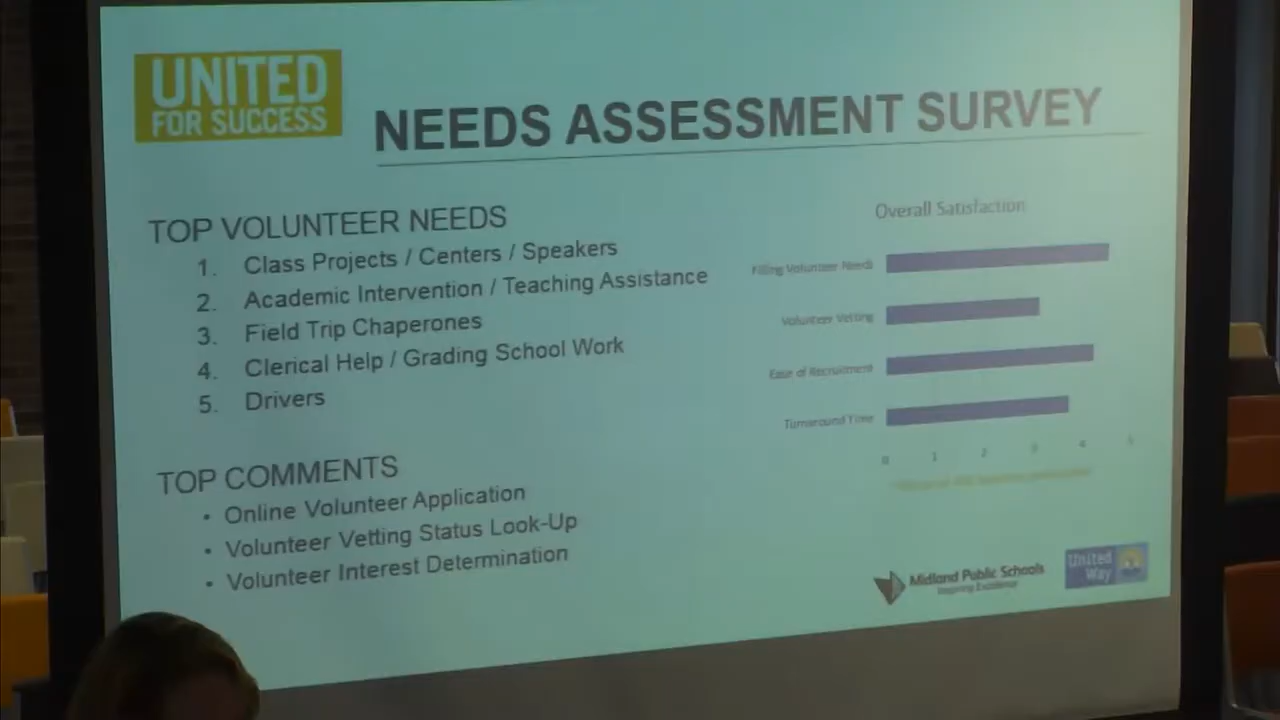 UNITED
FOR SUCCESS
NEEDS ASSESSMENT SURVEY
TOP VOLUNTEER NEEDS
1. Class Projects / Centers / Speakers
2. Academic Intervention / Teaching Assistance
3. Field Trip Chaperones
4. Clerical Help / Grading School Work
5. Drivers
TOP COMMENTS
• Online Volunteer Application
• Volunteer Vetting Status Look-Up
• Volunteer Interest Determination
Overall Satisfaction
Filling Volunteer Needs
Volunteer Vetting
Ease of Recruitment
Turnaround Time
0 1 2 3 4 5
Midland Public Schools
Inspiring Excellence
United
Way